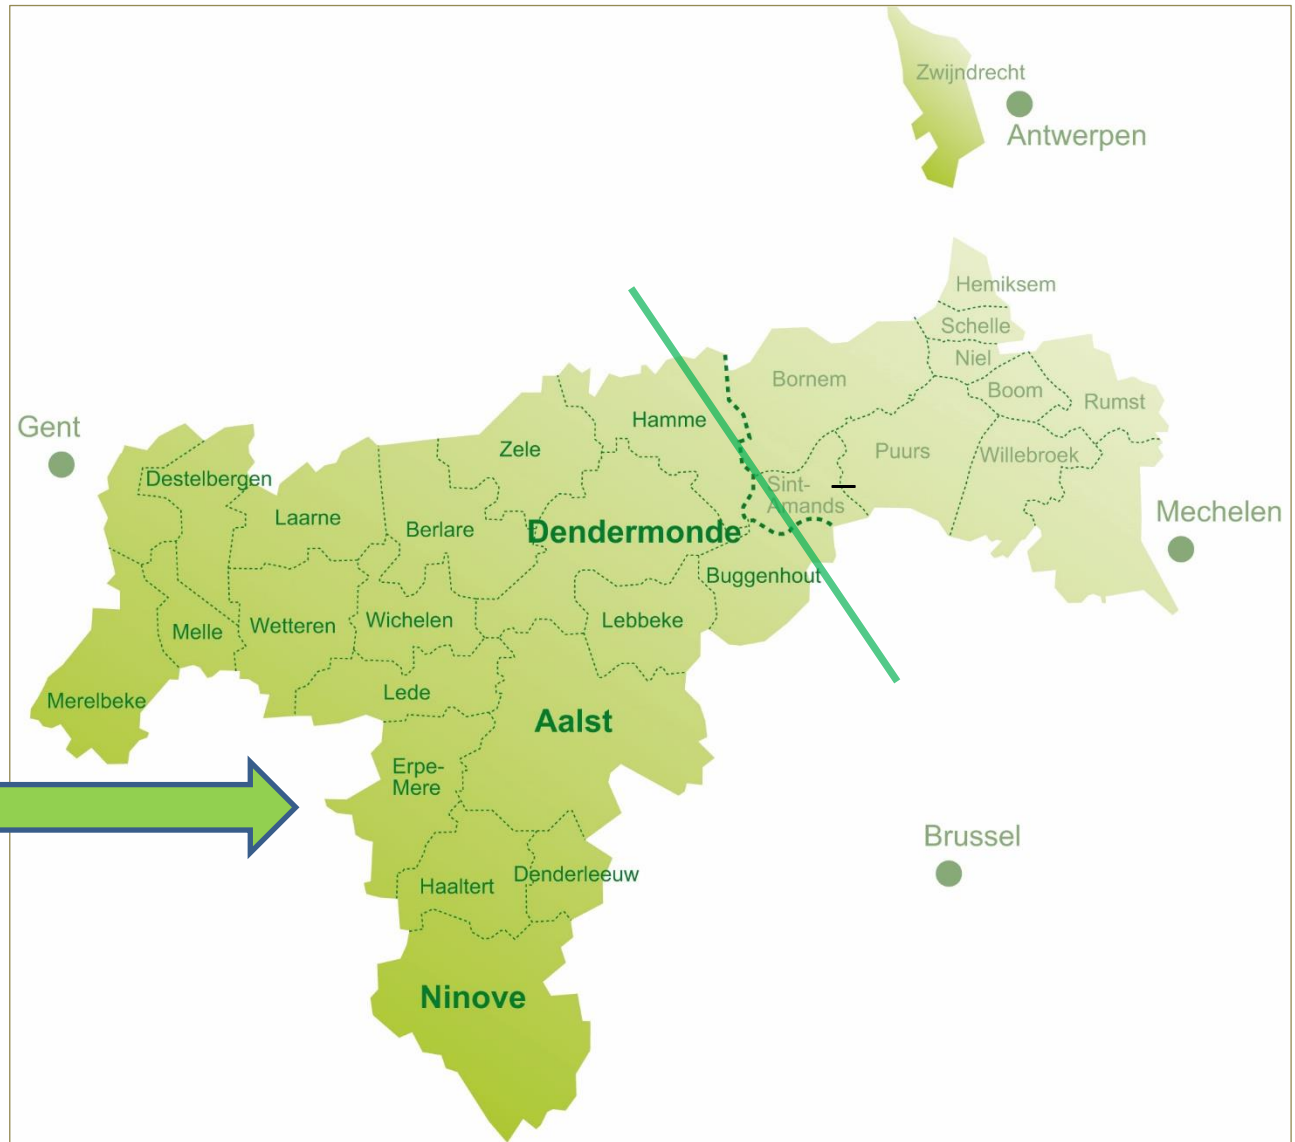 Zwijndrecht
Antwerpen
Hemiksem
Schelle
Niel
Bornem
Boom
Rumst
Hamme
Gent
Zele
Puurs
Willebroek
Destelbergen
Sint-
Amands
Laarne
Berlare
Dendermonde
Mechelen
Buggenhout
Melle
Wetteren
Wichelen
Lebbeke
Merelbeke
Lede
Aalst
Erpe-
Mere
Brussel
Haaltert
Denderleeuw
Ninove